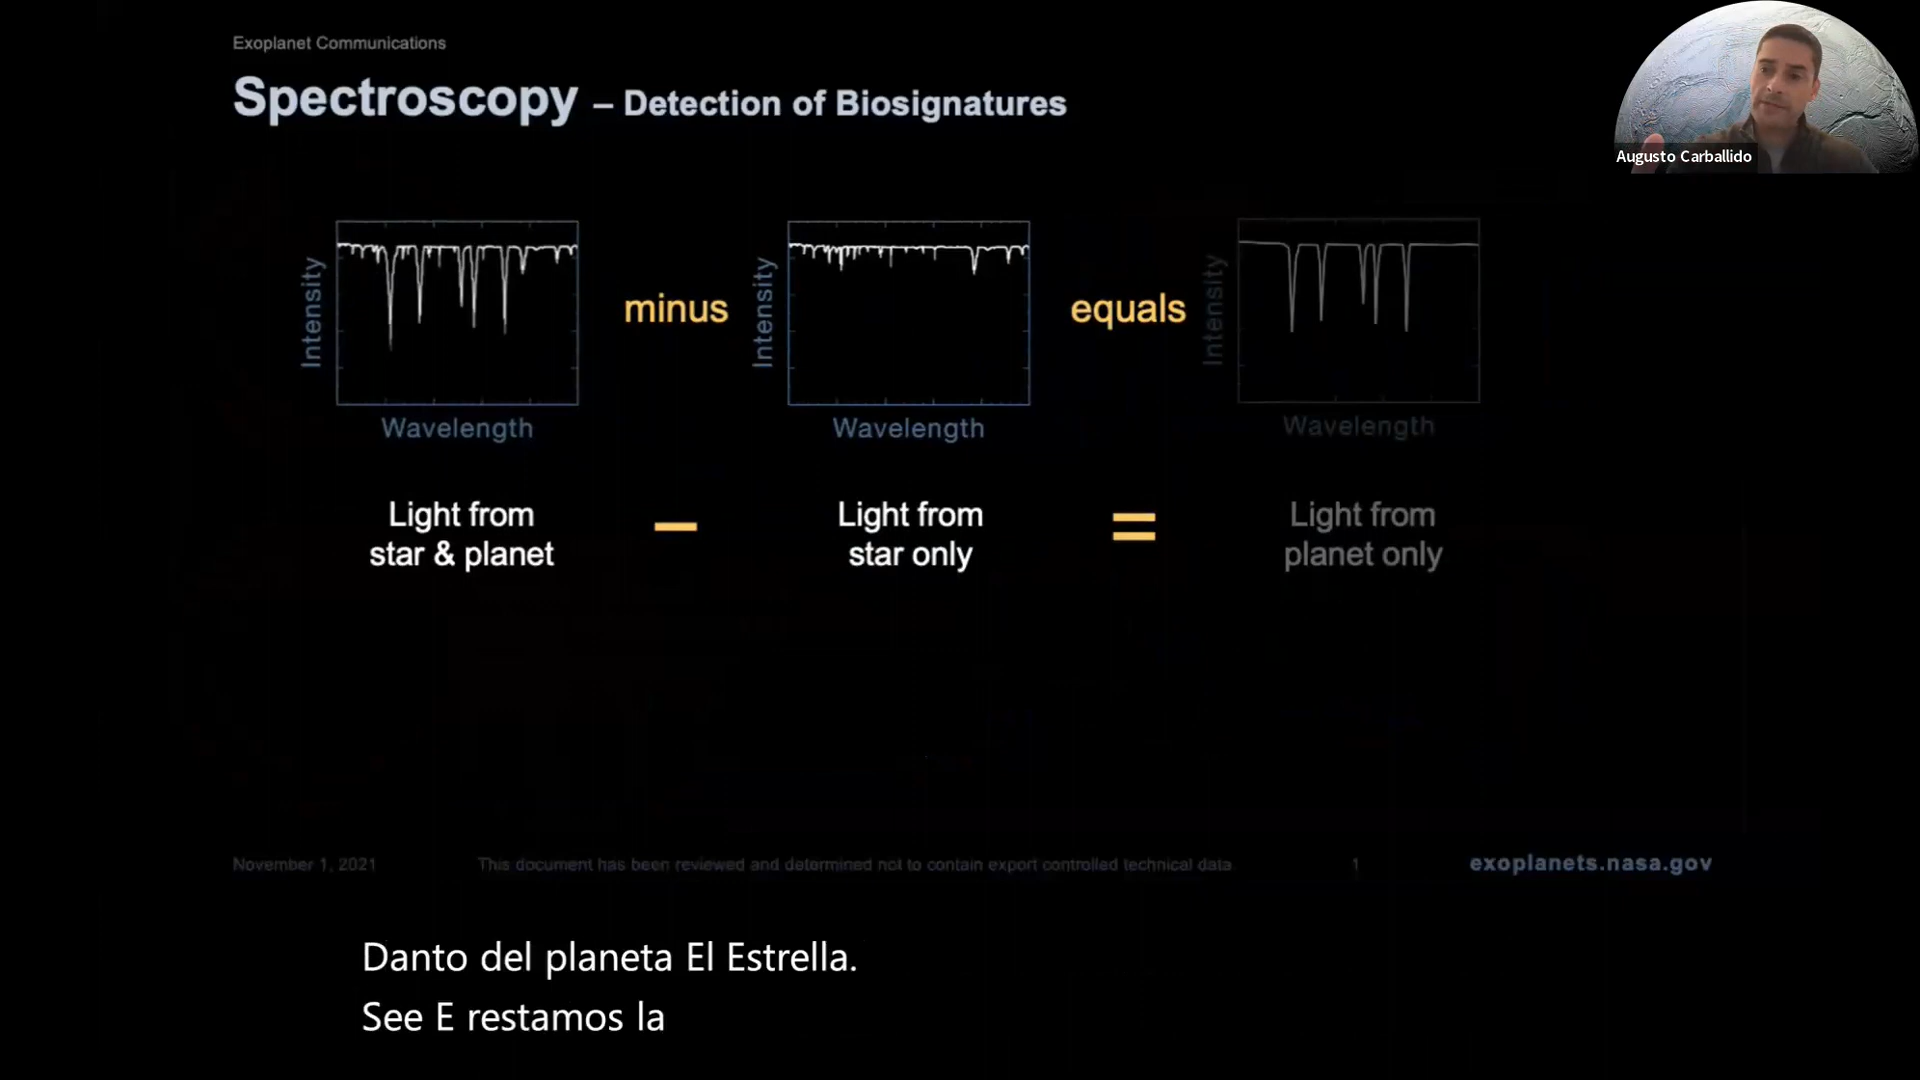 Exoplanet Communications
Spectroscopy – Detection of Biosignatures
Augusto Carballido
Intensity
Wavelength
minus
Intensity
Wavelength
equals
Intensity
Wavelength
Light from
star & planet
–
Light from
star only
=
Light from
planet only
November 1, 2021
This document has been reviewed and determined not to contain export controlled technical data
1
exoplanets.nasa.gov
Danto del planeta El Estrella.
See E restamos la